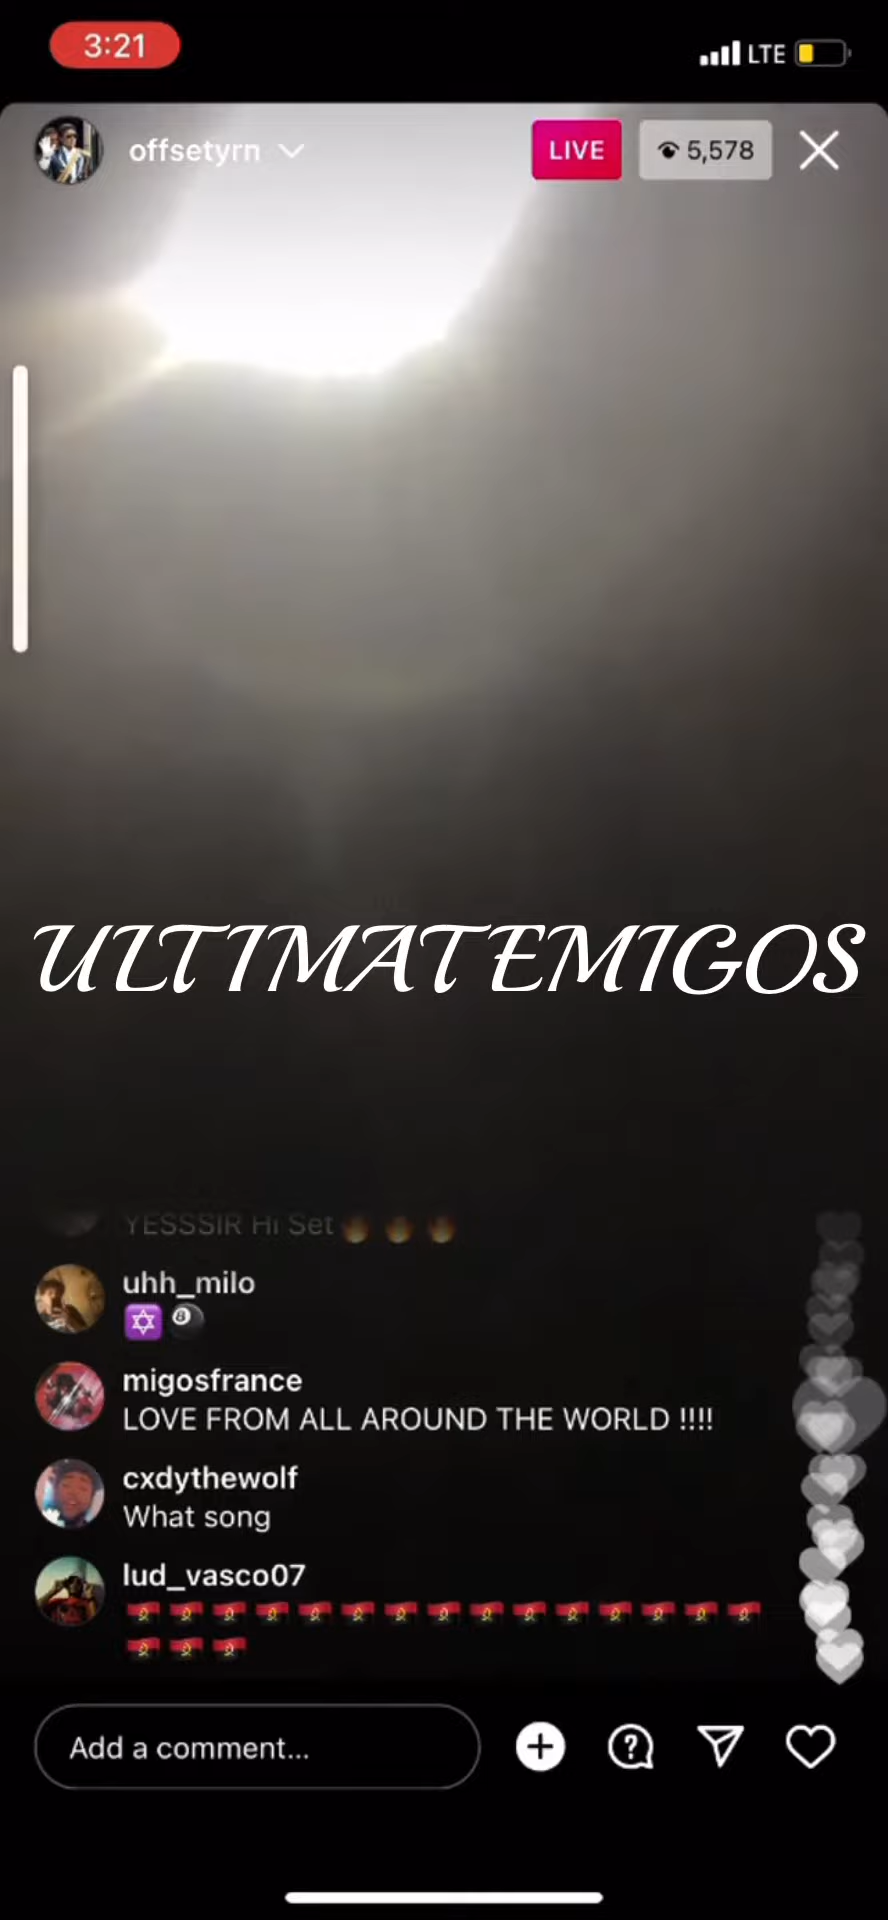 3:21
LTE
offsetyrn
LIVE
5,578
ULTIMATEMIGOS
YESSSIR Hi Set 🔥 🔥 🔥
uhh_milo
🔯 🎱
migosfrance
LOVE FROM ALL AROUND THE WORLD !!!!
cxdythewolf
What song
lud_vasco07
🇦🇴 🇦🇴 🇦🇴 🇦🇴 🇦🇴 🇦🇴 🇦🇴 🇦🇴 🇦🇴 🇦🇴 🇦🇴 🇦🇴 🇦🇴 🇦🇴 🇦🇴
🇦🇴 🇦🇴 🇦🇴
Add a comment...